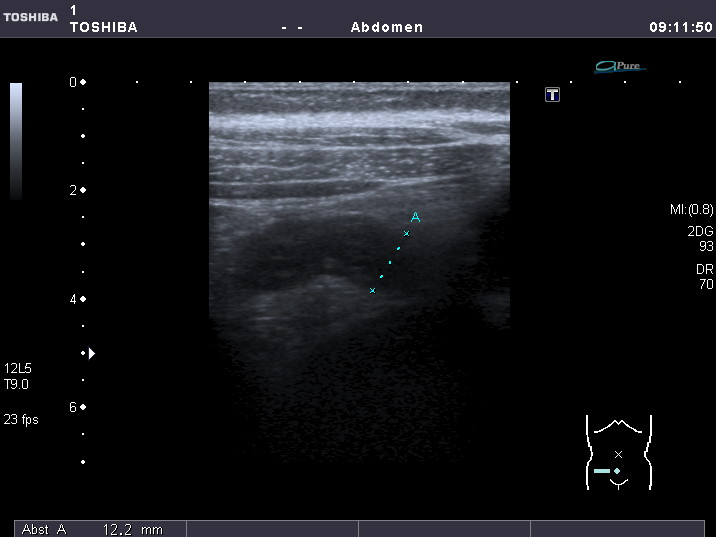 TOSHIBA
1
TOSHIBA - - Abdomen 09:11:50
aPure
0
T
2
A
MI:(0.8)
2DG
93
DR
70
4
12L5
T9.0
6
23 fps
Abst A 12.2 mm